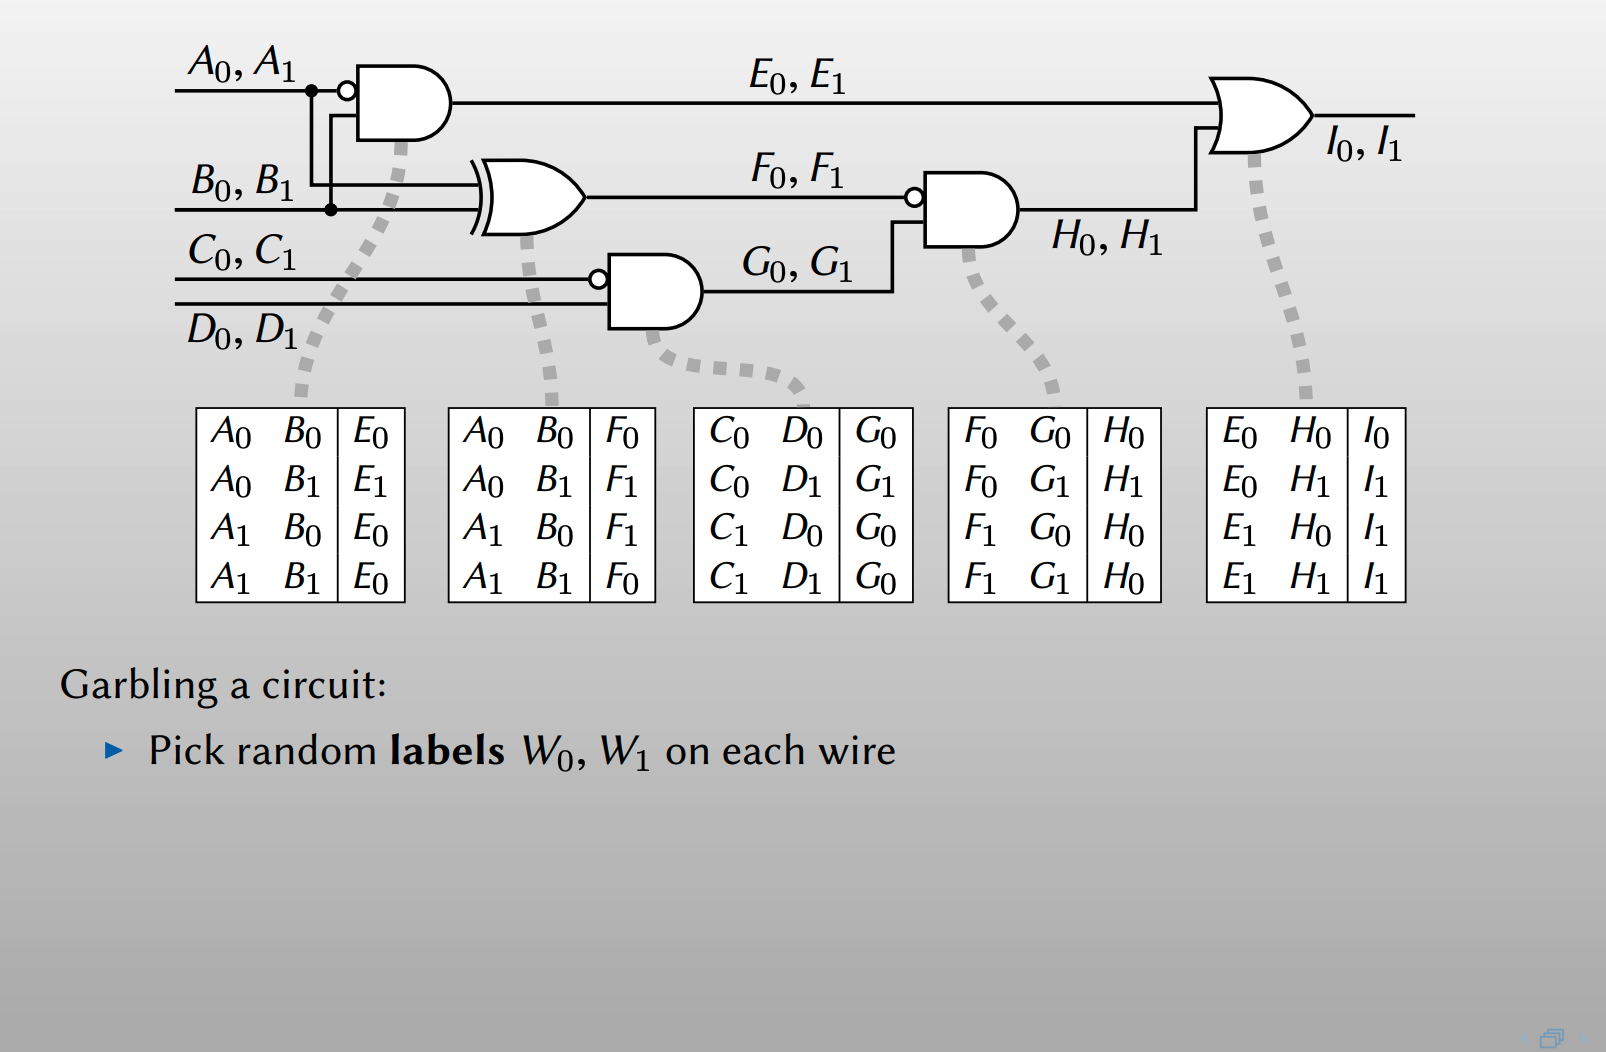 A₀, A₁
E₀, E₁
I₀, I₁
B₀, B₁
F₀, F₁
C₀, C₁
G₀, G₁
H₀, H₁
D₀, D₁
A₀ B₀ E₀
A₀ B₁ E₁
A₁ B₀ E₀
A₁ B₁ E₀
A₀ B₀ F₀
A₀ B₁ F₁
A₁ B₀ F₁
A₁ B₁ F₀
C₀ D₀ G₀
C₀ D₁ G₁
C₁ D₀ G₀
C₁ D₁ G₀
F₀ G₀ H₀
F₀ G₁ H₁
F₁ G₀ H₀
F₁ G₁ H₀
E₀ H₀ I₀
E₀ H₁ I₁
E₁ H₀ I₁
E₁ H₁ I₁
Garbling a circuit:
▶ Pick random labels W₀, W₁ on each wire